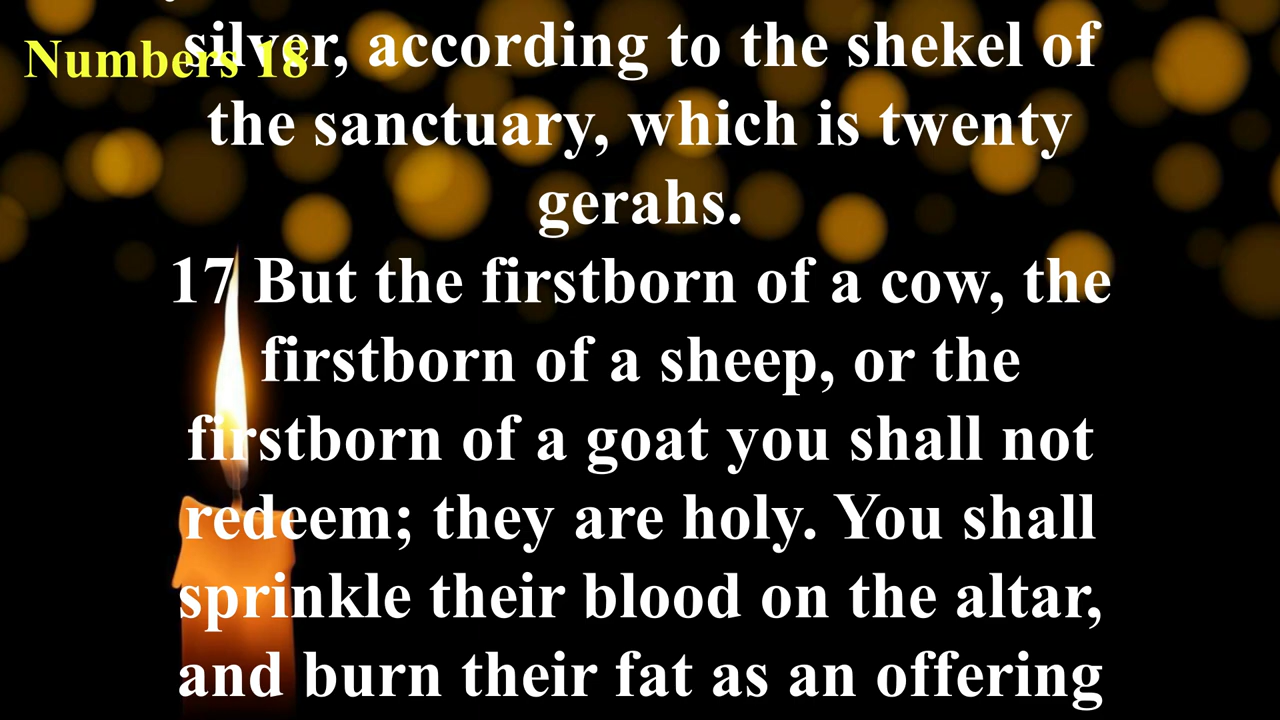 Numbers 18
silver, according to the shekel of
the sanctuary, which is twenty
gerahs.
17 But the firstborn of a cow, the
firstborn of a sheep, or the
firstborn of a goat you shall not
redeem; they are holy. You shall
sprinkle their blood on the altar,
and burn their fat as an offering